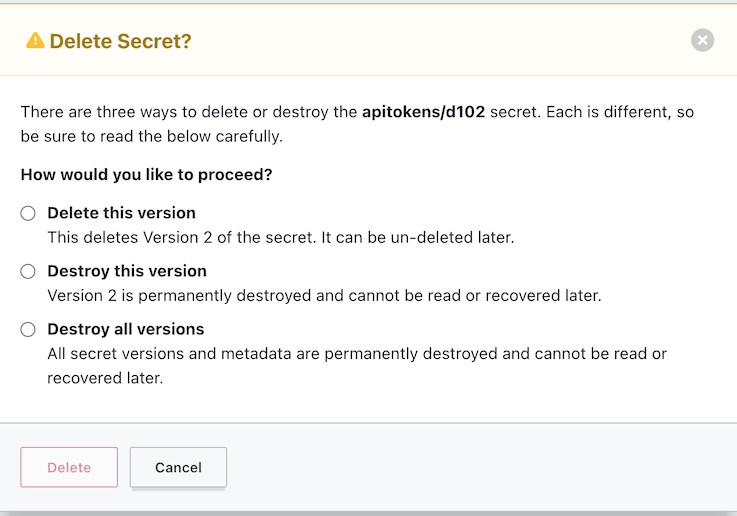 Delete Secret?
There are three ways to delete or destroy the apitokens/d102 secret. Each is different, so
be sure to read the below carefully.
How would you like to proceed?
Delete this version
This deletes Version 2 of the secret. It can be un-deleted later.
Destroy this version
Version 2 is permanently destroyed and cannot be read or recovered later.
Destroy all versions
All secret versions and metadata are permanently destroyed and cannot be read or
recovered later.
Delete
Cancel